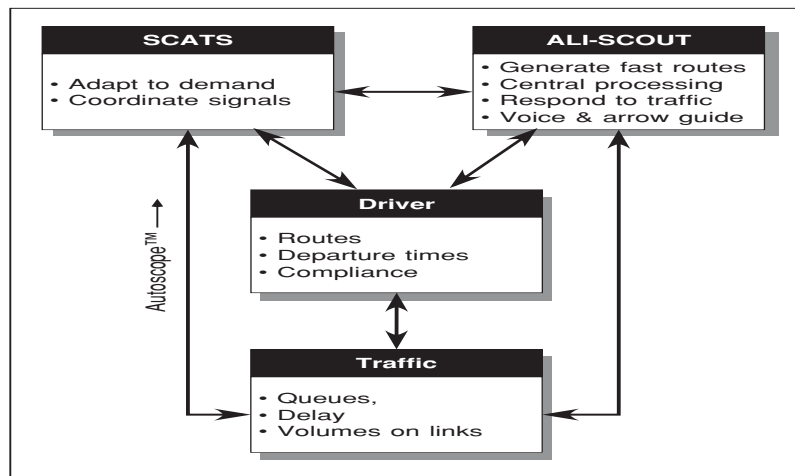 SCATS
• Adapt to demand
• Coordinate signals
ALI-SCOUT
• Generate fast routes
• Central processing
• Respond to traffic
• Voice & arrow guide
Autoscope™ →
Driver
• Routes
• Departure times
• Compliance
Traffic
• Queues,
• Delay
• Volumes on links